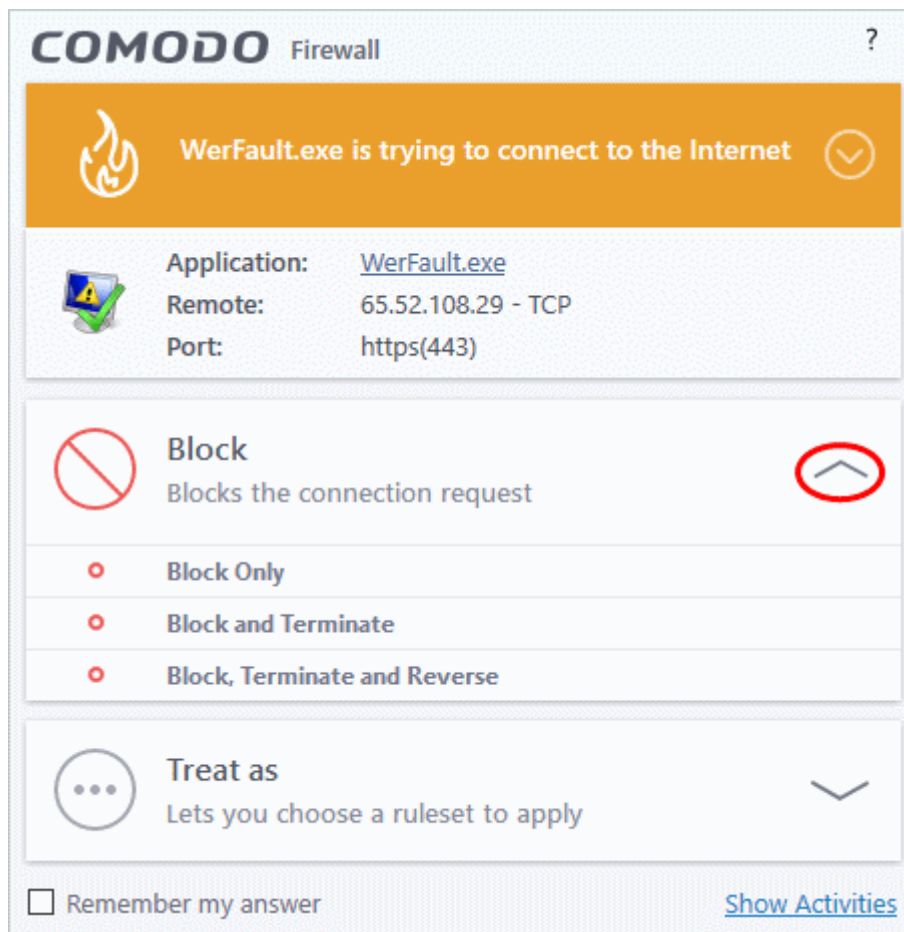 COMODO Firewall ?
WerFault.exe is trying to connect to the Internet
Application: WerFault.exe
Remote: 65.52.108.29 - TCP
Port: https(443)
Block
Blocks the connection request
Block Only
Block and Terminate
Block, Terminate and Reverse
Treat as
Lets you choose a ruleset to apply
Remember my answer Show Activities